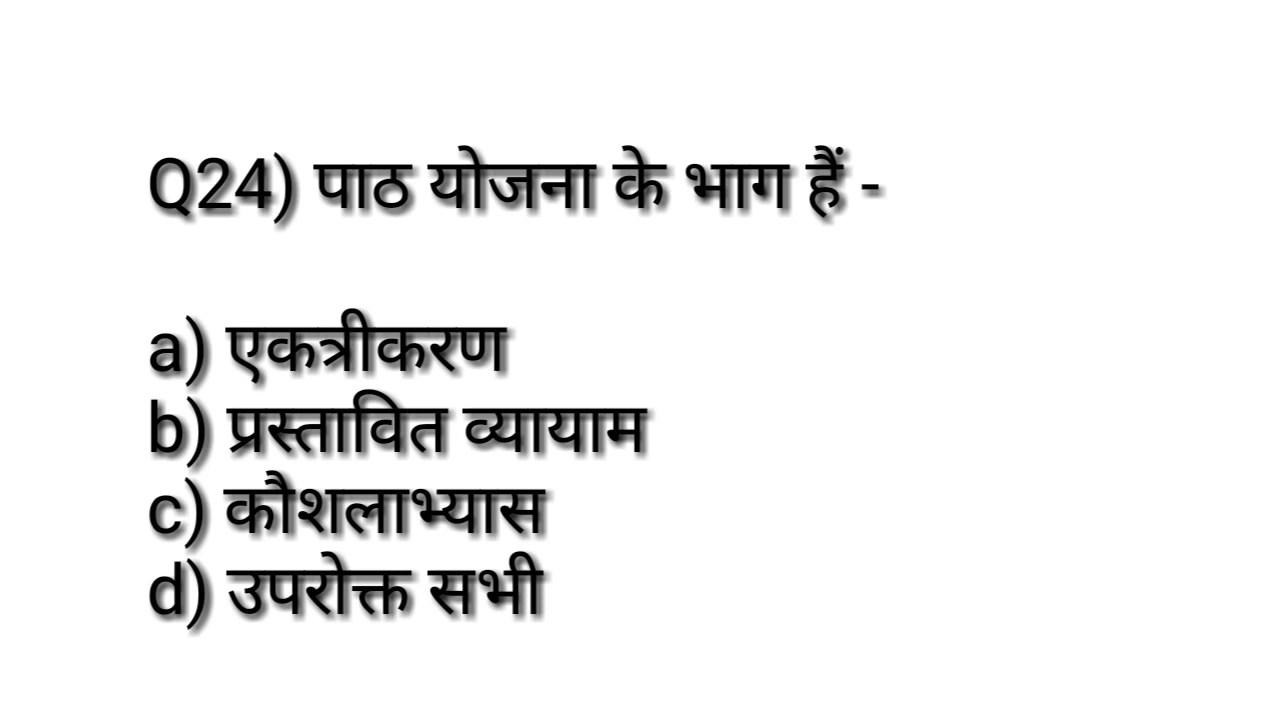 Q24) पाठ योजना के भाग हैं -
a) एकत्रीकरण
b) प्रस्तावित व्यायाम
c) कौशलाभ्यास
d) उपरोक्त सभी